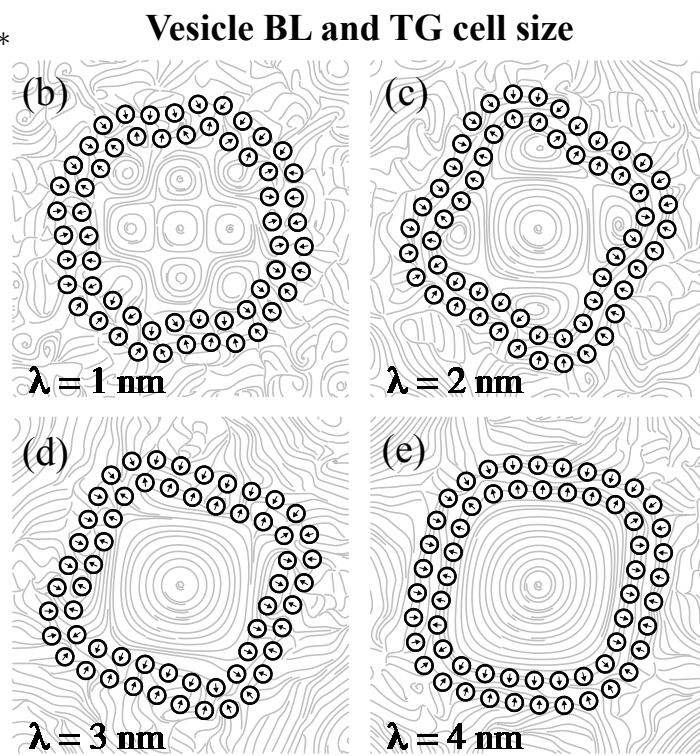 *
Vesicle BL and TG cell size
(b)
(c)
λ = 1 nm
λ = 2 nm
(d)
(e)
λ = 3 nm
λ = 4 nm